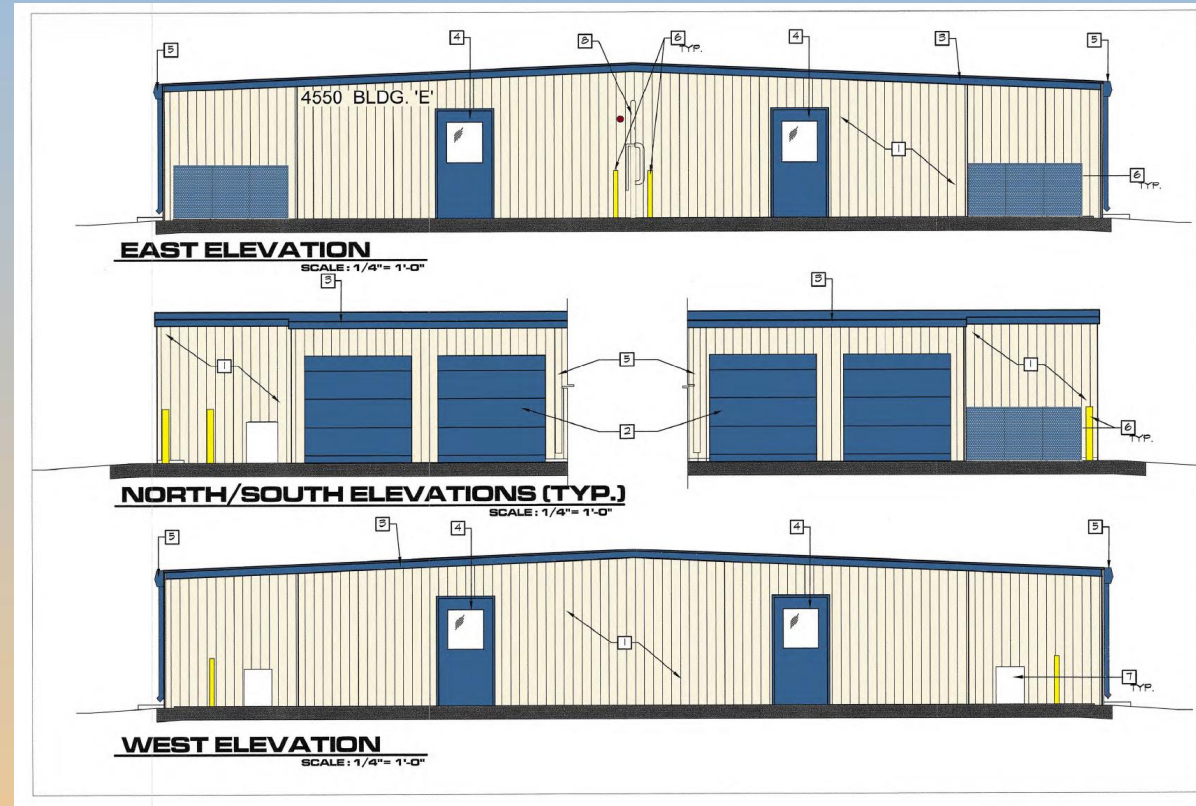 5
4
8
6
TYP.
4
3
5
4550 BLDG. 'E'
1
6
TYP.
EAST ELEVATION
SCALE: 1/4"= 1'-0"
3
3
1
5
1
2
6
TYP.
NORTH/SOUTH ELEVATIONS (TYP.)
SCALE: 1/4"= 1'-0"
5
3
4
4
5
1
7
TYP.
WEST ELEVATION
SCALE: 1/4"= 1'-0"